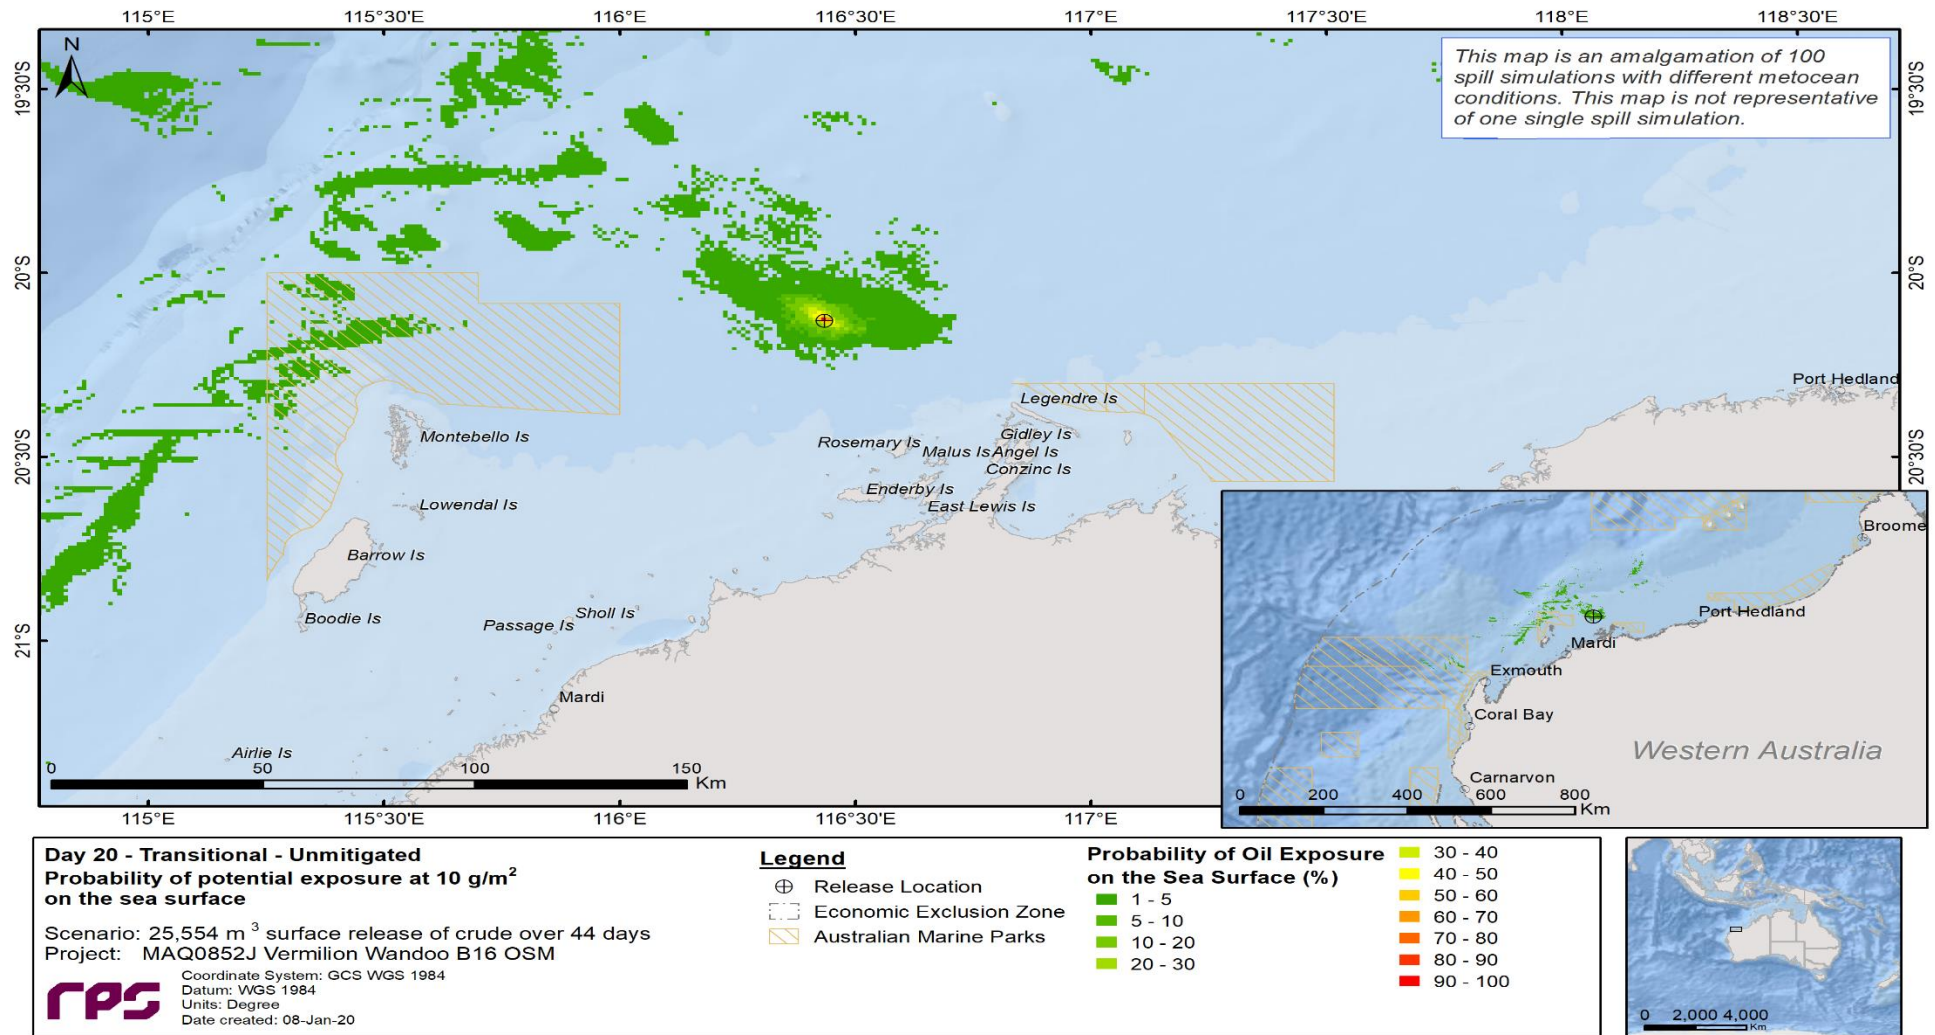 115°E 115°30'E 116°E 116°30'E 117°E 117°30'E 118°E 118°30'E
N
This map is an amalgamation of 100
spill simulations with different metocean
conditions. This map is not representative
of one single spill simulation.
19°30'S
19°30'S
20°S
20°S
Port Hedland
Legendre Is
Montebello Is
Rosemary Is
Gidley Is
Malus Is
Angel Is
Conzinc Is
20°30'S
20°30'S
Enderby Is
East Lewis Is
Lowendal Is
Barrow Is
Boodie Is
Passage Is
Sholl Is
21°S
Mardi
Airlie Is
0 50 100 150
Km
Broome
Port Hedland
Mardi
Exmouth
Coral Bay
Western Australia
Carnarvon
0 200 400 600 800
Km
115°E 115°30'E 116°E 116°30'E 117°E
Day 20 - Transitional - Unmitigated
Probability of potential exposure at 10 g/m²
on the sea surface
Scenario: 25,554 m ³ surface release of crude over 44 days
Project: MAQ0852J Vermilion Wandoo B16 OSM
rps
Coordinate System: GCS WGS 1984
Datum: WGS 1984
Units: Degree
Date created: 08-Jan-20
Legend
Release Location
Economic Exclusion Zone
Australian Marine Parks
Probability of Oil Exposure
on the Sea Surface (%)
1 - 5
5 - 10
10 - 20
20 - 30
30 - 40
40 - 50
50 - 60
60 - 70
70 - 80
80 - 90
90 - 100
0 2,000 4,000
Km